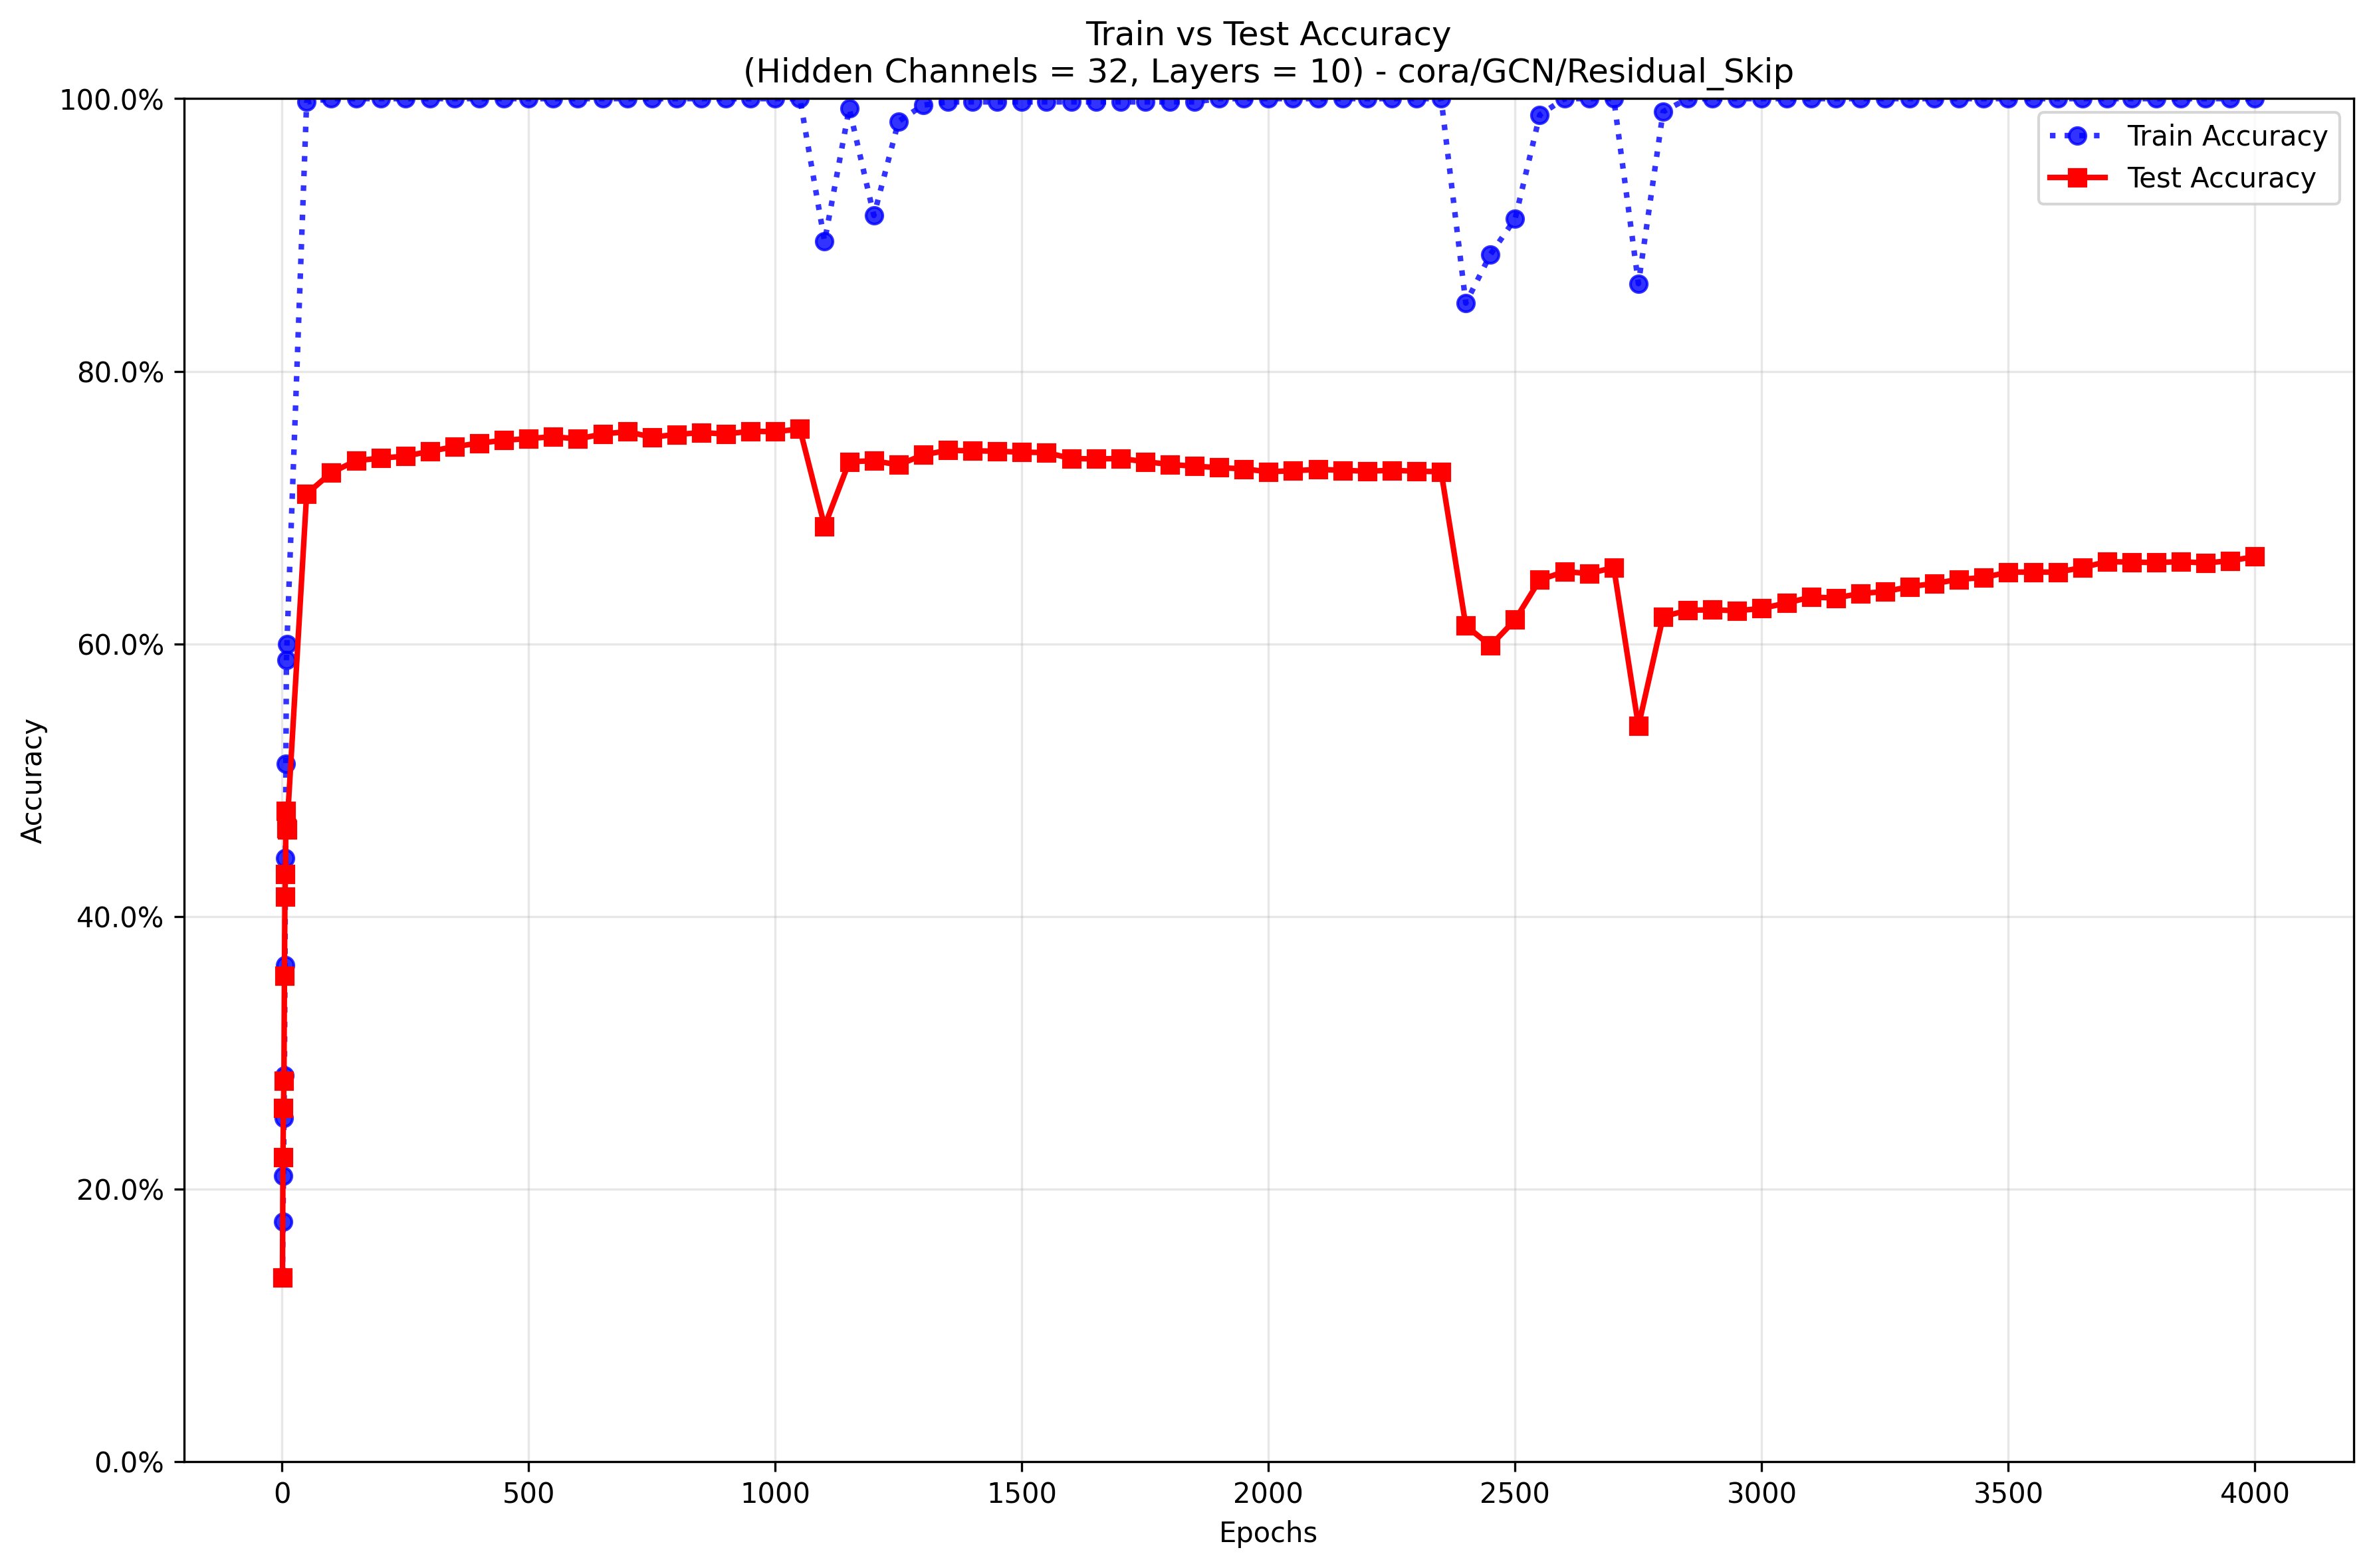 Train vs Test Accuracy
(Hidden Channels = 32, Layers = 10) - cora/GCN/Residual_Skip
100.0%
80.0%
60.0%
40.0%
20.0%
0.0%
Accuracy
Train Accuracy
Test Accuracy
0
500
1000
1500
2000
2500
3000
3500
4000
Epochs